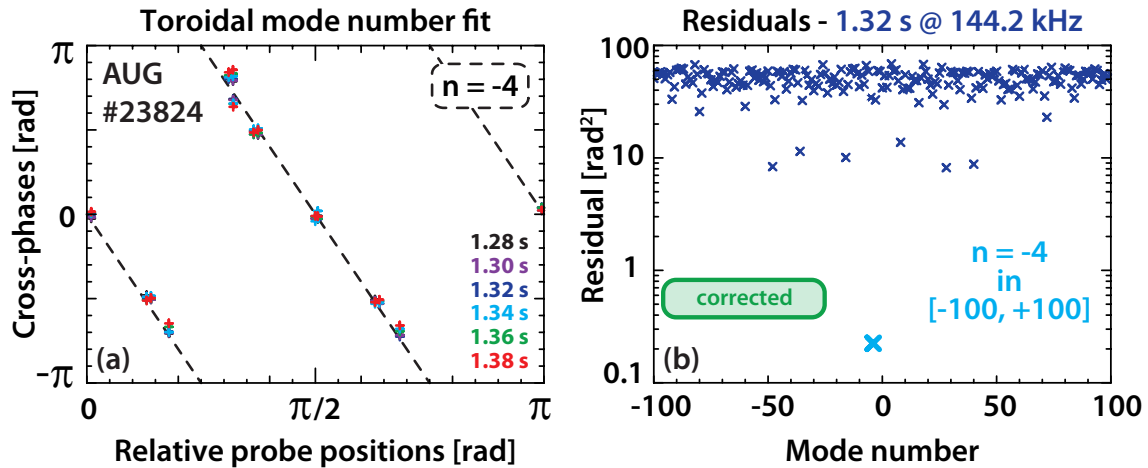 Toroidal mode number fit
π
AUG
#23824
n = -4
Cross-phases [rad]
0
1.28 s
1.30 s
1.32 s
1.34 s
1.36 s
1.38 s
(a)
-π
0
π/2
π
Relative probe positions [rad]
Residuals - 1.32 s @ 144.2 kHz
100
Residual [rad²]
10
1
n = -4
in
[-100, +100]
corrected
(b)
0.1
-100
-50
0
50
100
Mode number